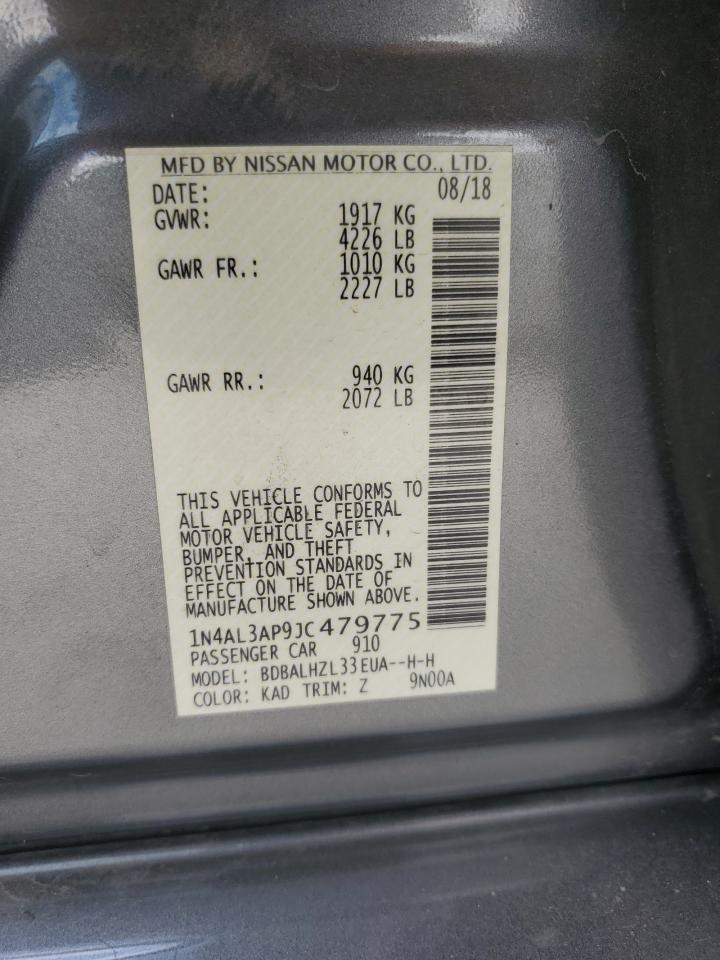 MFD BY NISSAN MOTOR CO., LTD.
DATE: 08/18
GVWR: 1917 KG
4226 LB
GAWR FR.: 1010 KG
2227 LB
GAWR RR.: 940 KG
2072 LB
THIS VEHICLE CONFORMS TO
ALL APPLICABLE FEDERAL
MOTOR VEHICLE SAFETY,
BUMPER, AND THEFT
PREVENTION STANDARDS IN
EFFECT ON THE DATE OF
MANUFACTURE SHOWN ABOVE.
1N4AL3AP9JC479775
PASSENGER CAR 910
MODEL: BDBALHZL33EUA--H-H
COLOR: KAD TRIM: Z 9N00A